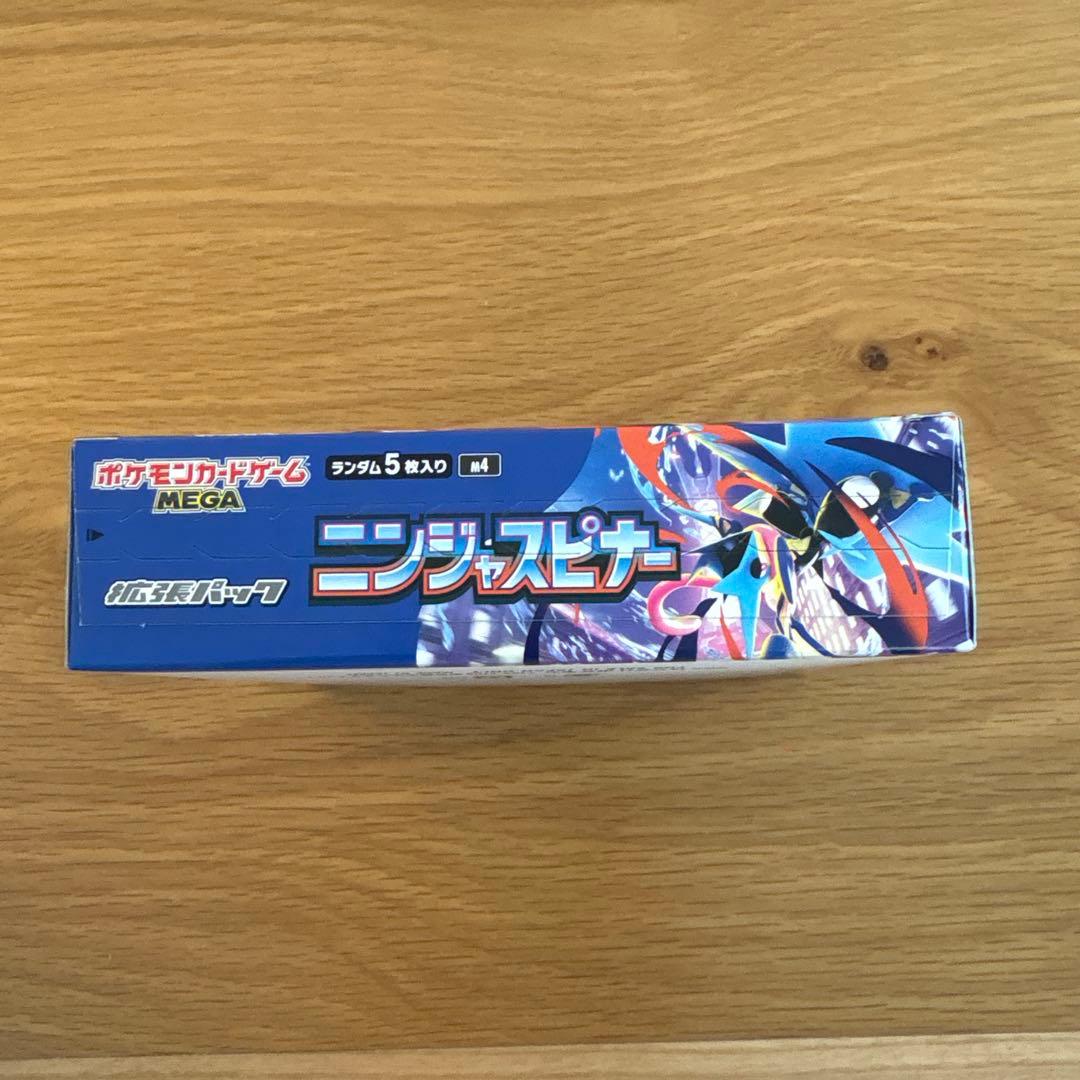 ポケモンカードゲーム
MEGA
ランダム5枚入り M4
ニンジャスピナー
拡張パック